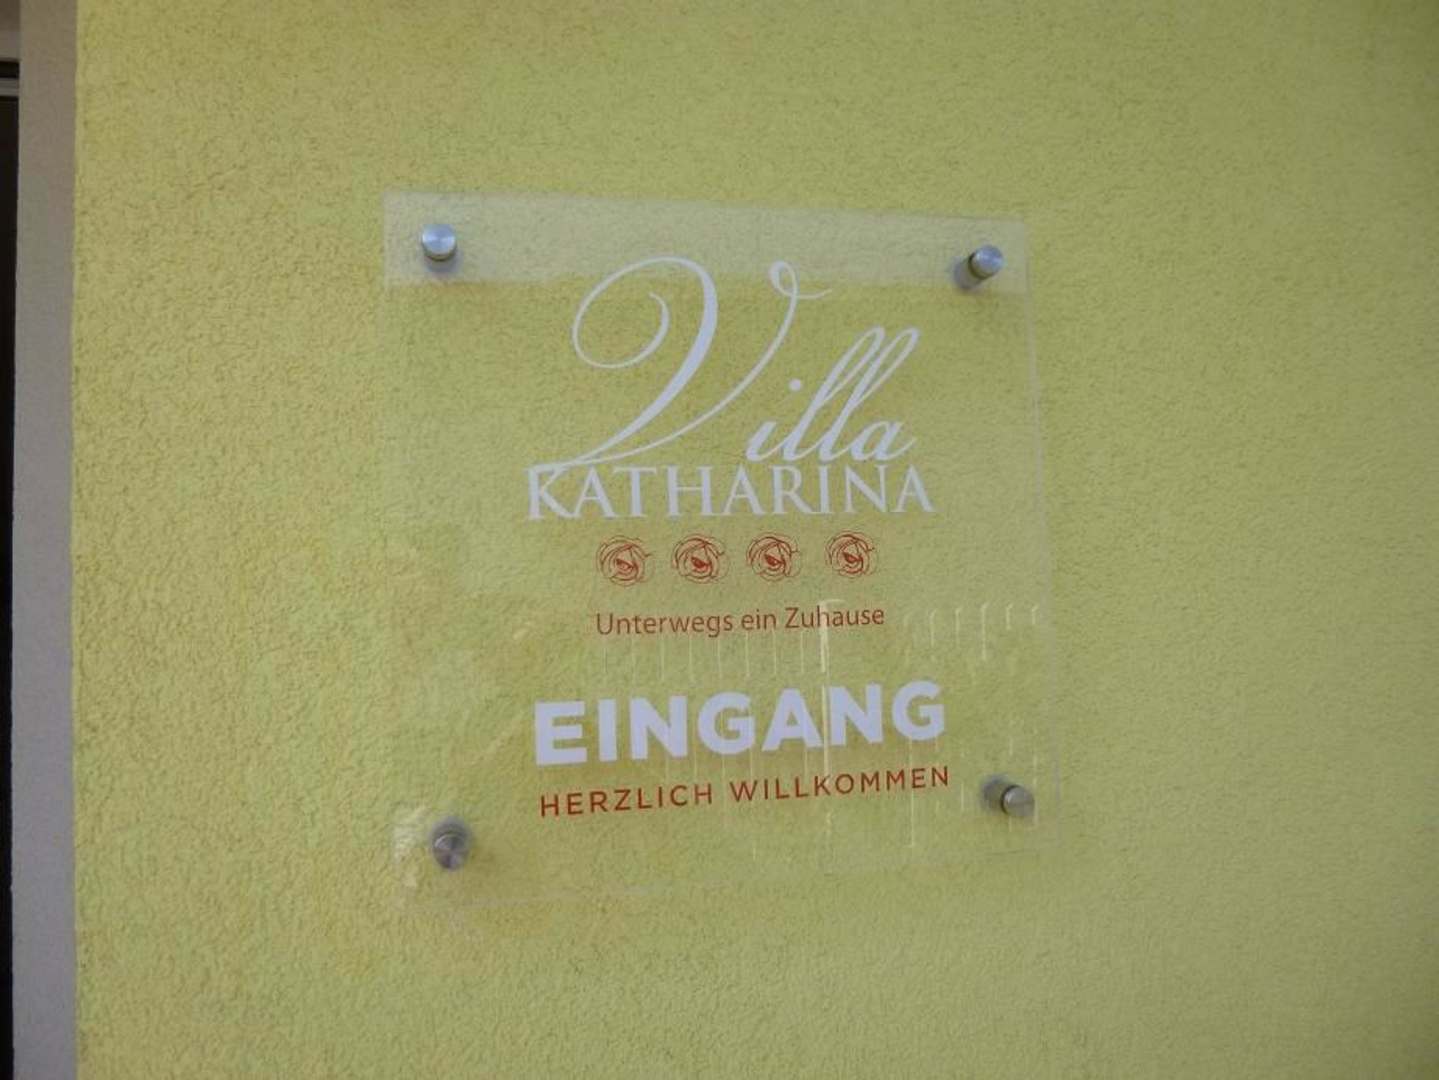 Villa
KATHARINA
Unterwegs ein Zuhause
EINGANG
HERZLICH WILLKOMMEN